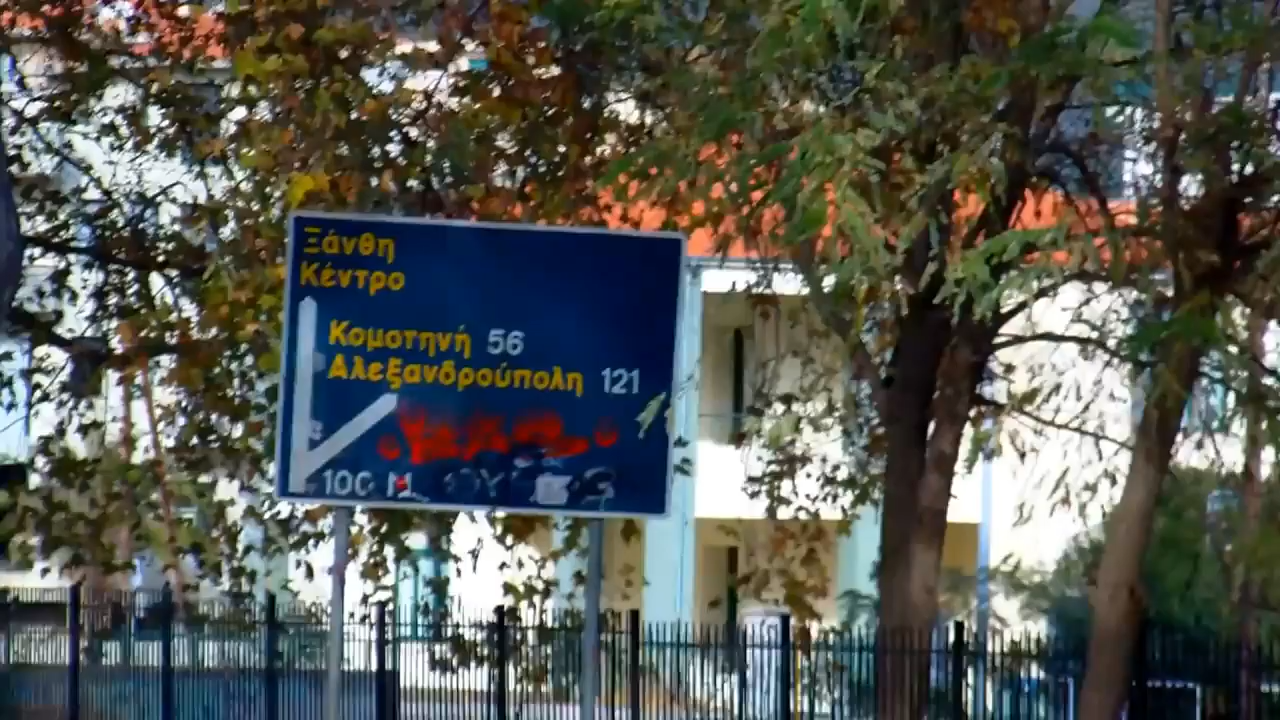 Ξάνθη
Κέντρο
Κομοτηνή 56
Αλεξανδρούπολη 121
100 Μ